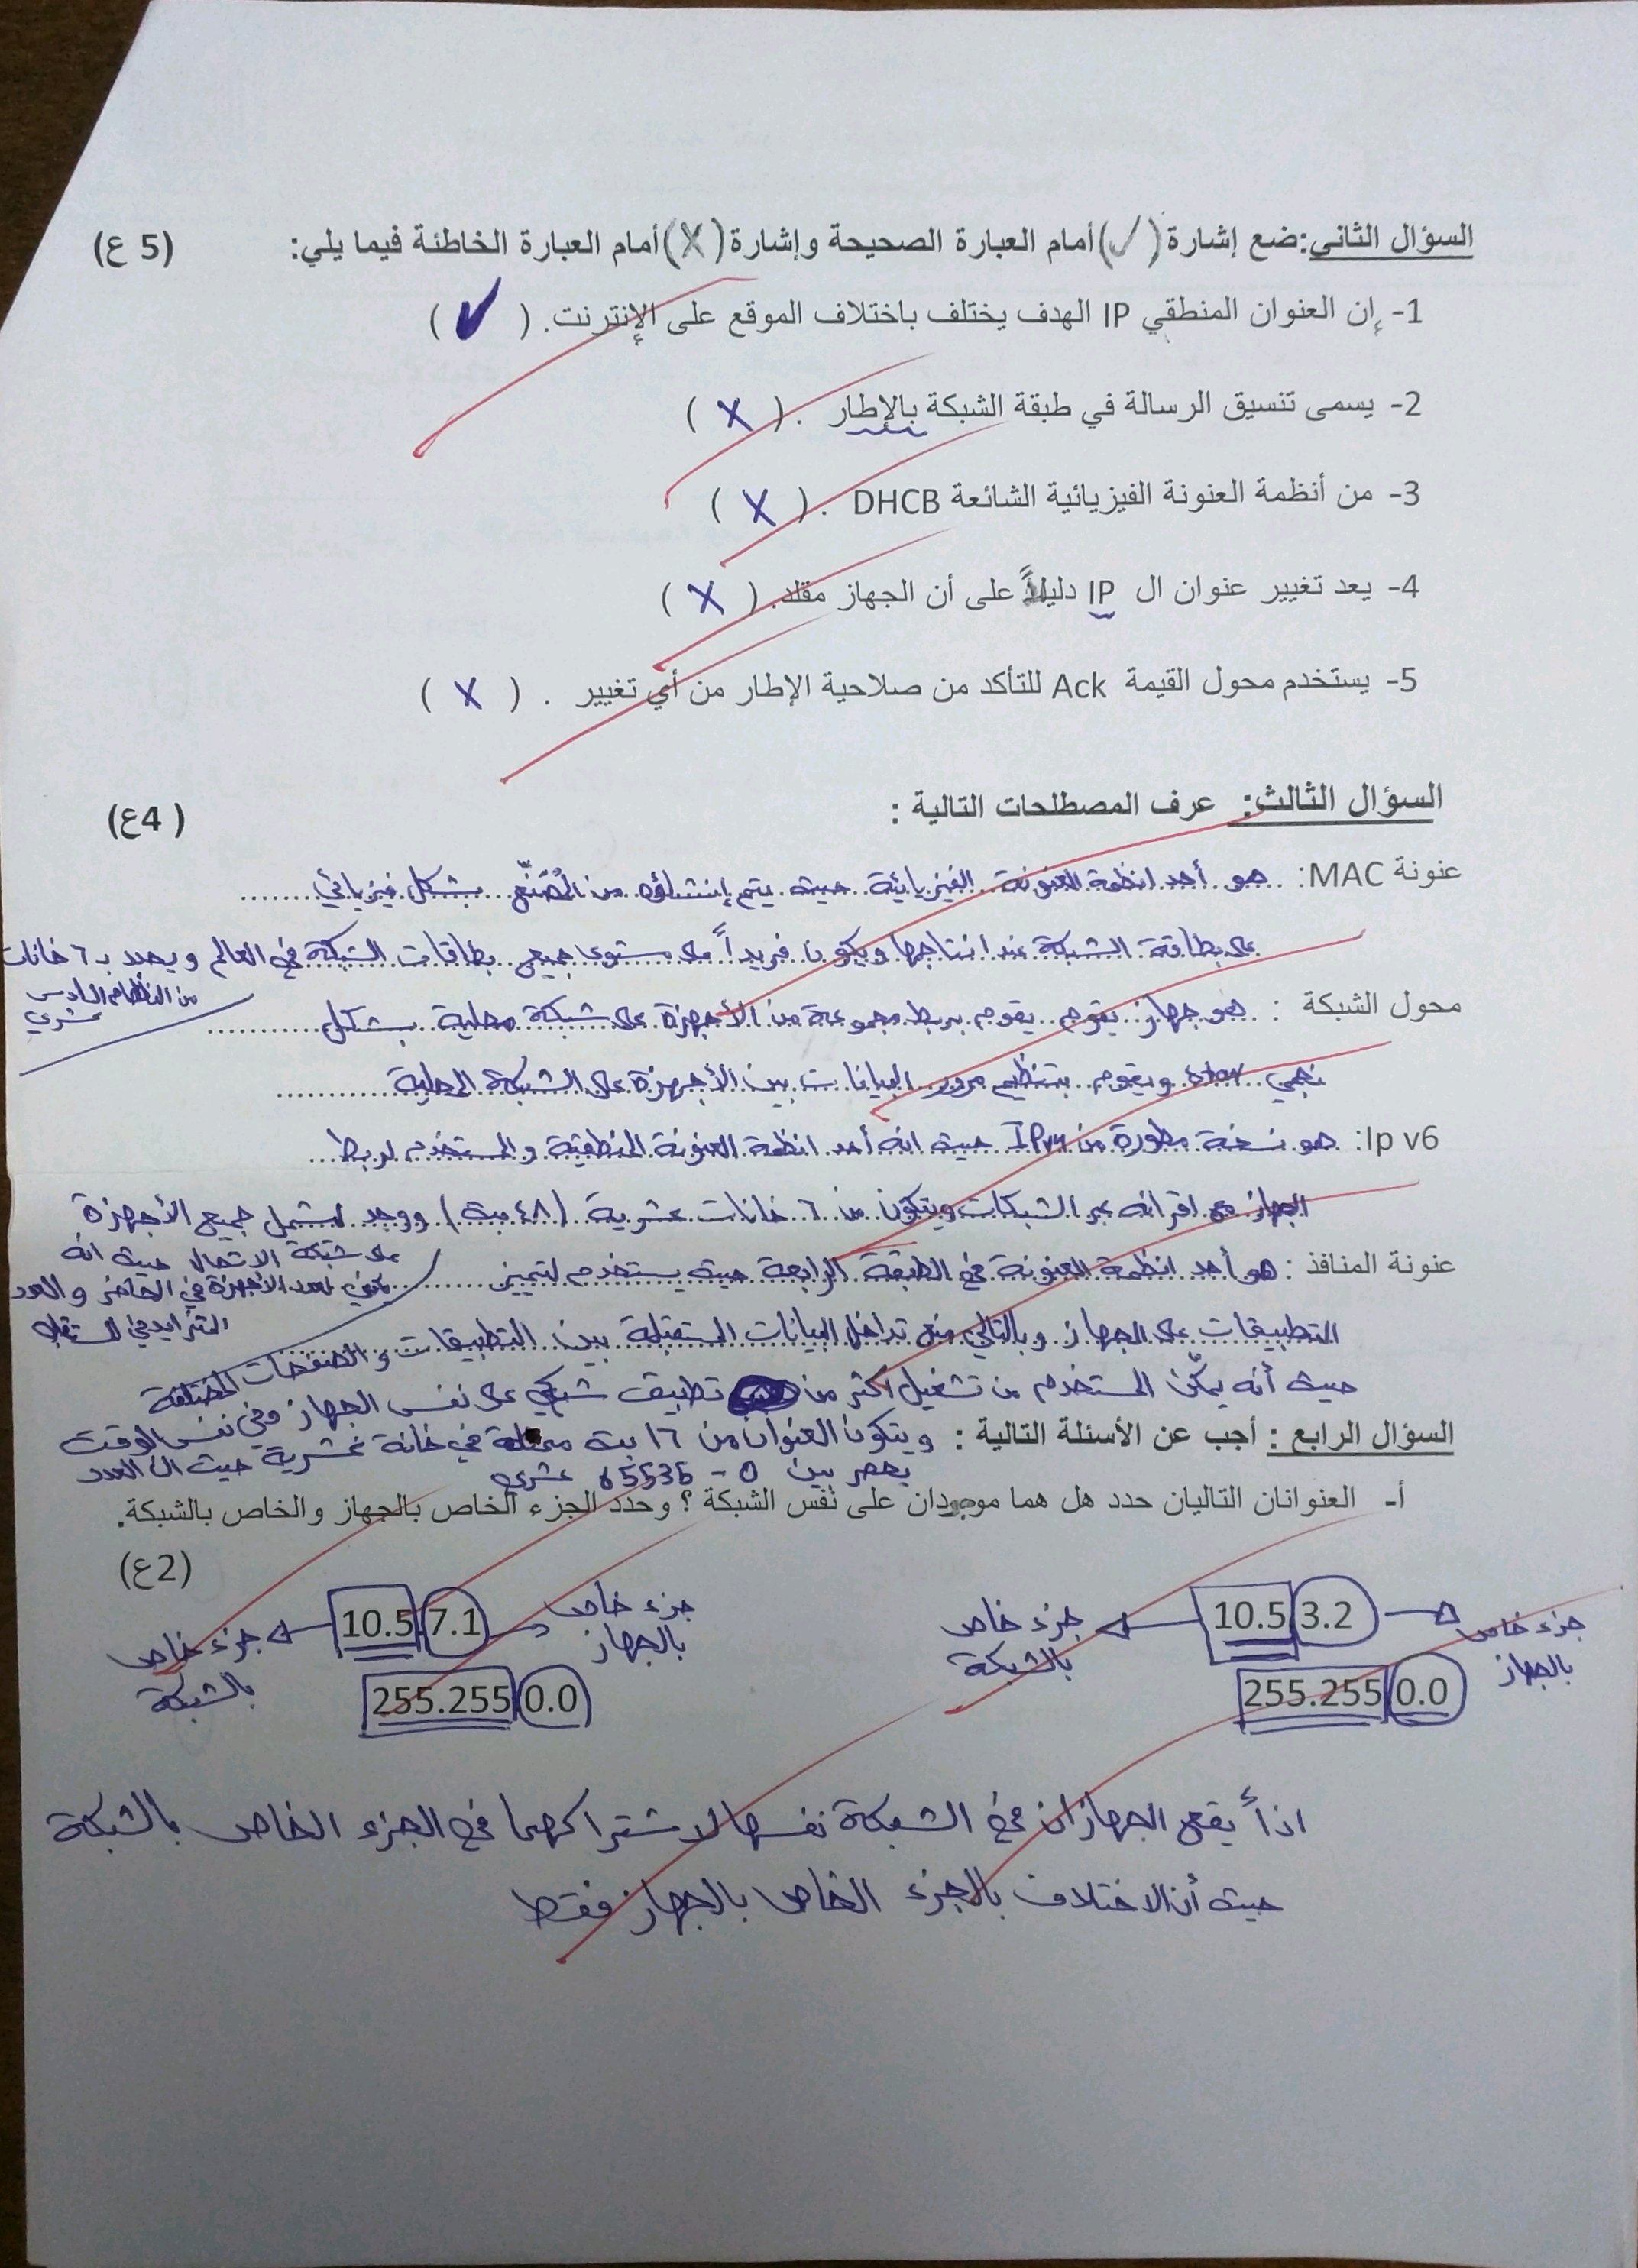 السؤال الثاني: ضع إشارة (✓) أمام العبارة الصحيحة وإشارة (X) أمام العبارة الخاطئة فيما يلي: (5 ع)
1- إن العنوان المنطقي IP الهدف يختلف باختلاف الموقع على الإنترنت. ( ✓ )
2- يسمى تنسيق الرسالة في طبقة الشبكة بالإطار . ( X )
3- من أنظمة العنونة الفيزيائية الشائعة DHCB . ( X )
4- يعد تغيير عنوان ال IP دليلاً على أن الجهاز مقلد. ( X )
5- يستخدم محول القيمة Ack للتأكد من صلاحية الإطار من أي تغيير . ( X )
السؤال الثالث: عرف المصطلحات التالية : (4ع)
عنونة MAC: هو أحد انظمة العنونة الفيزيائية حيث يتم إنشاؤه من المُصَنِّع بشكل فيزيائي
على بطاقة الشبكة عند انتاجها ويكون فريداً على مستوى جميع بطاقات الشبكة في العالم ويحدد ب ٦ خانات
من النظام السادس عشري
محول الشبكة : هو جهاز يقوم يقوم بربط مجموعة من الأجهزة على شبكة محلية بشكل
نجمي star ويقوم بتنظيم مرور البيانات بين الأجهزة على الشبكة المحلية
Ip v6: هو نسخة مطورة من IPv4 حيث انه أحد انظمة العنونة المنطقية والمستخدم لربط
الجهاز مع اقرانه عبر الشبكات ويتكون من ٦ خانات عشرية (٤٨ بت) ووجد ليشمل جميع الأجهزة
على شبكة الاتصال حيث انه
يكفي لعدد الأجهزة في الحاضر والعدد
المتزايد في المستقبل
عنونة المنافذ : هو أحد انظمة العنونة في الطبقة الرابعة حيث يستخدم لتمييز
التطبيقات على الجهاز وبالتالي منع تداخل البيانات المستقبلة بين التطبيقات والصفحات المختلفة
حيث أنه يمكّن المستخدم من تشغيل أكثر من تطبيق شبكي على نفس الجهاز وفي نفس الوقت
السؤال الرابع : أجب عن الأسئلة التالية : ويتكون العنوان من ١٦ بت في خانة عشرية حيث ان العدد
يحصر بين 0 - 65536 عشري
أ- العنوانان التاليان حدد هل هما موجودان على نفس الشبكة ؟ وحدد الجزء الخاص بالجهاز والخاص بالشبكة.
(2ع)
جزء خاص بالجهاز 10.5.3.2 جزء خاص بالشبكة
255.255.0.0
جزء خاص بالجهاز 10.5.7.1 جزء خاص بالشبكة
255.255.0.0
اذاً يقع الجهازان في الشبكة نفسها لاشتراكهما في الجزء الخاص بالشبكة
حيث أن الاختلاف بالجزء الخاص بالجهاز فقط